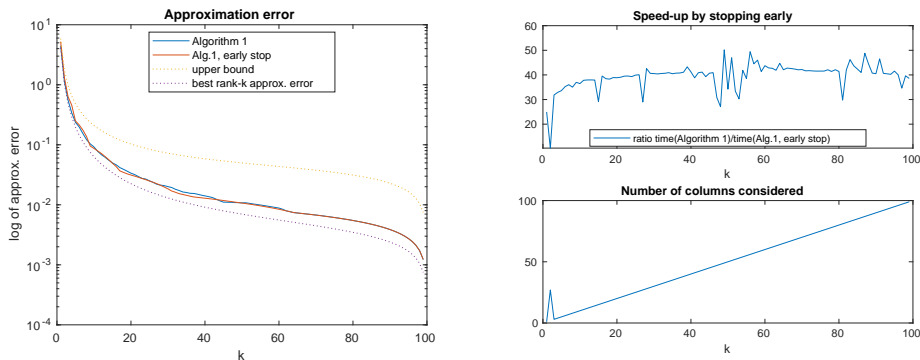 Approximation error
Algorithm 1
Alg.1, early stop
upper bound
best rank-k approx. error
log of approx. error
10^1
10^0
10^-1
10^-2
10^-3
10^-4
0 20 40 60 80 100
k
Speed-up by stopping early
60
50
40
30
20
ratio time(Algorithm 1)/time(Alg.1, early stop)
0 20 40 60 80 100
k
Number of columns considered
100
50
0
0 20 40 60 80 100
k